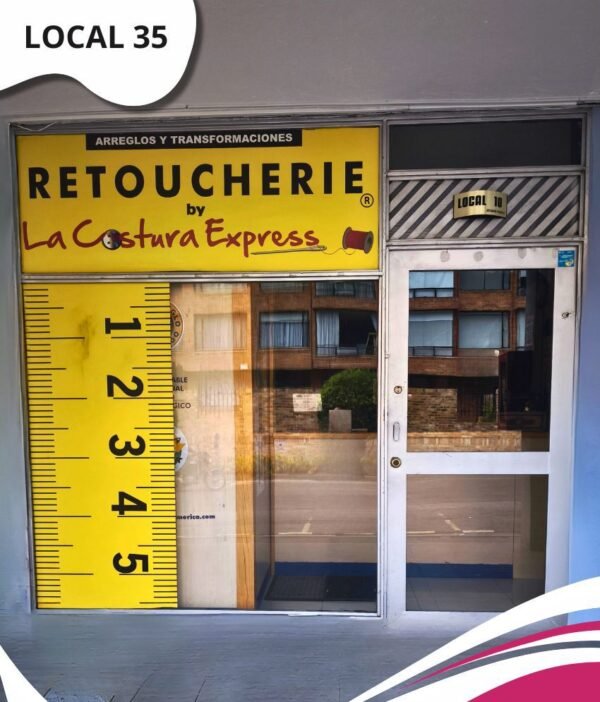 LOCAL 35
ARREGLOS Y TRANSFORMACIONES
RETOUCHERIE®
by
La Costura Express
LOCAL 10
1
2
3
4
5